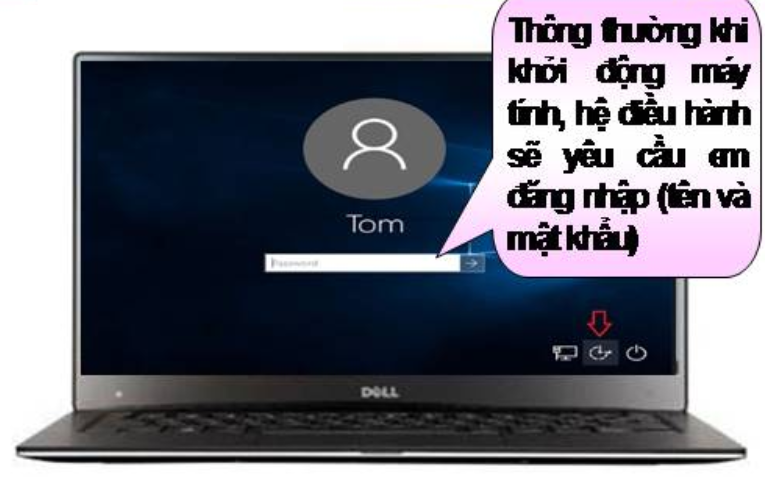 Thông thường khi
khởi động máy
tính, hệ điều hành
sẽ yêu cầu em
đăng nhập (tên và
mật khẩu)
Tom
Password
DELL